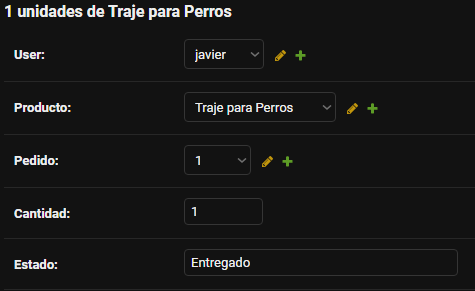 1 unidades de Traje para Perros
User: javier
Producto: Traje para Perros
Pedido: 1
Cantidad: 1
Estado: Entregado